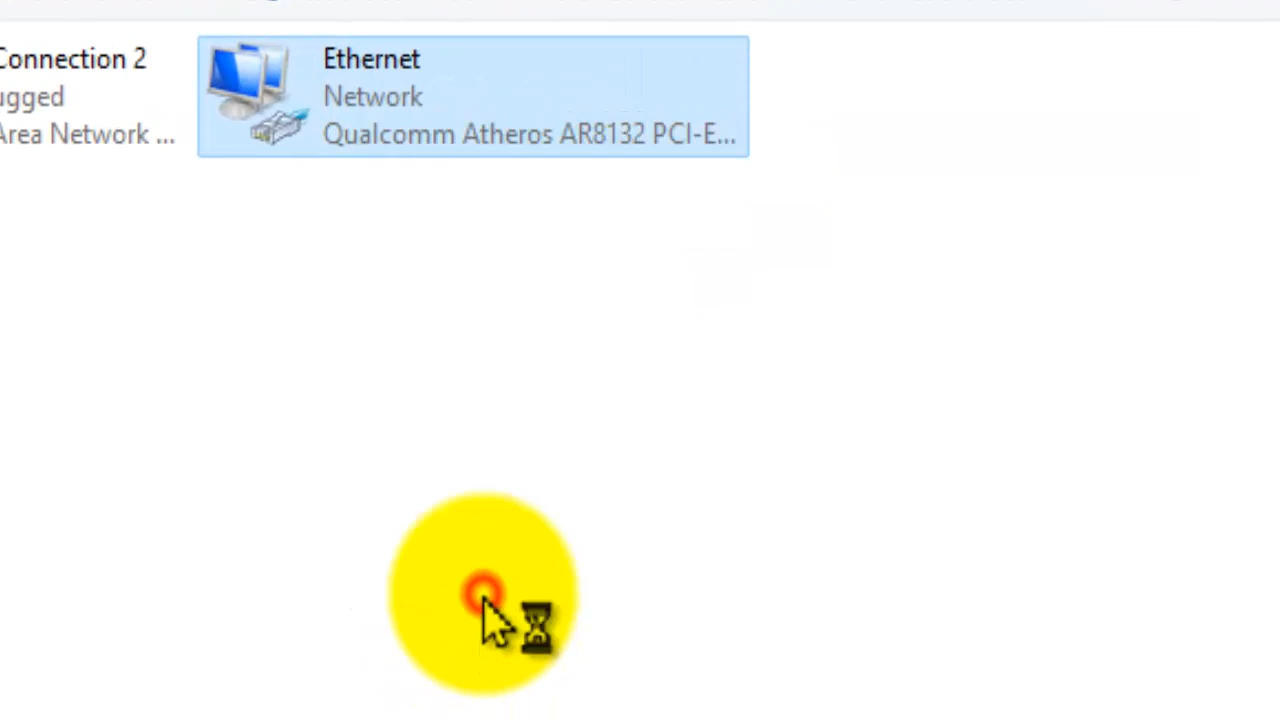 Connection 2
ugged
Area Network ...
Ethernet
Network
Qualcomm Atheros AR8132 PCI-E...